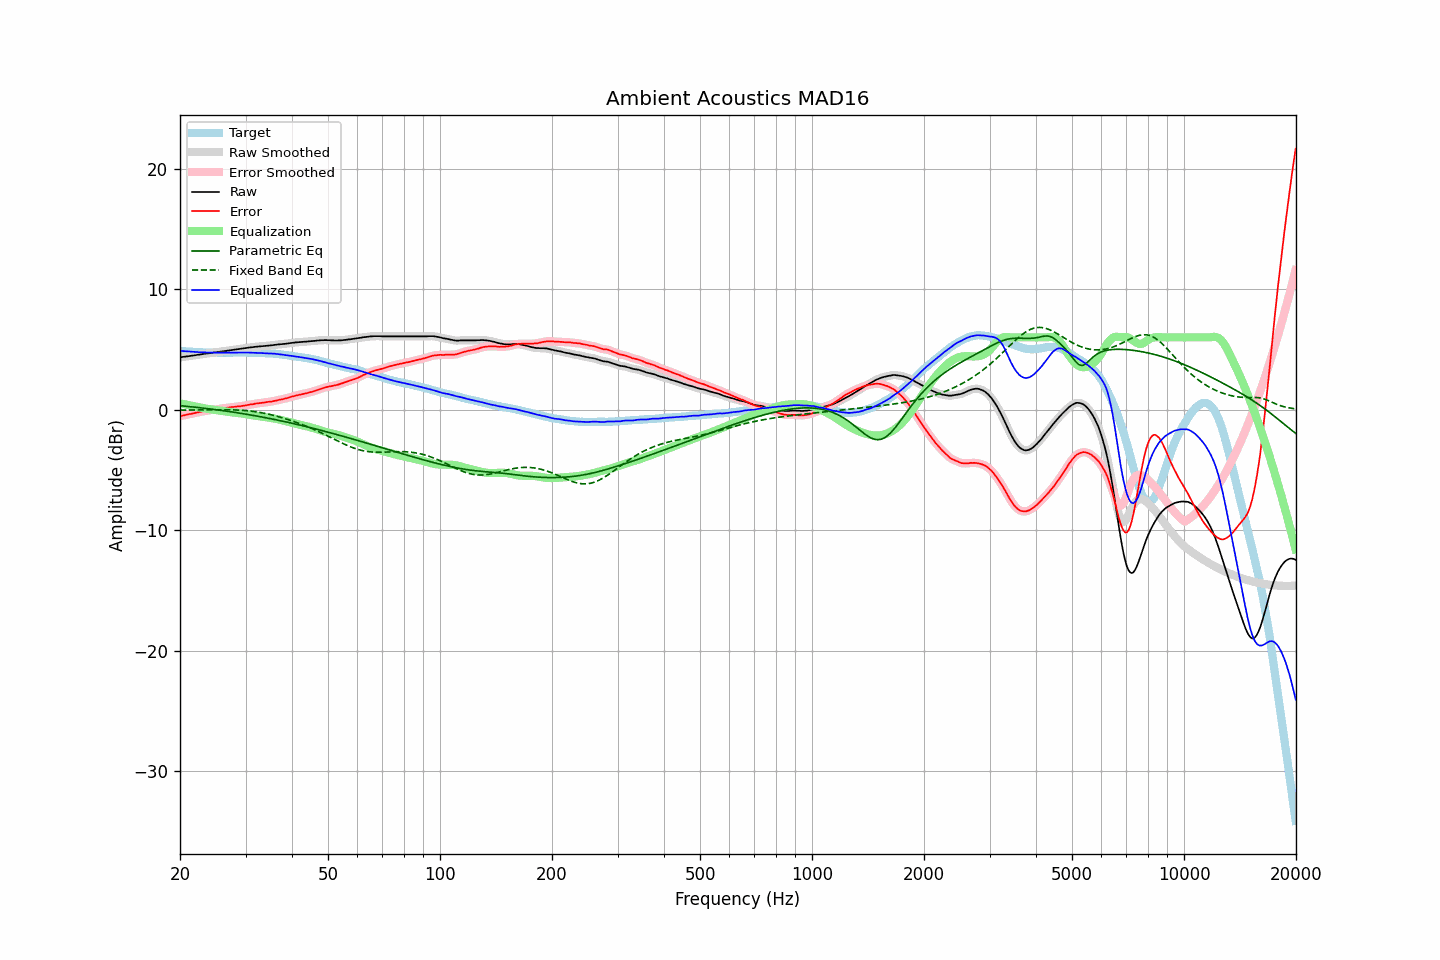 Ambient Acoustics MAD16
Target
Raw Smoothed
Error Smoothed
Raw
Error
Equalization
Parametric Eq
Fixed Band Eq
Equalized
Amplitude (dBr)
20
10
0
−10
−20
−30
20
50
100
200
500
1000
2000
5000
10000
20000
Frequency (Hz)